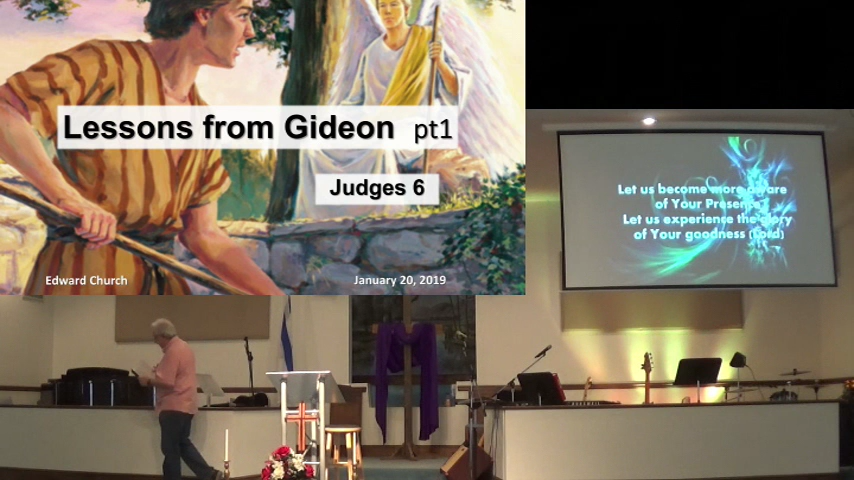 Lessons from Gideon pt1
Judges 6
Edward Church
January 20, 2019
Let us become more aware
of Your Presence
Let us experience the glory
of Your goodness (Lord)